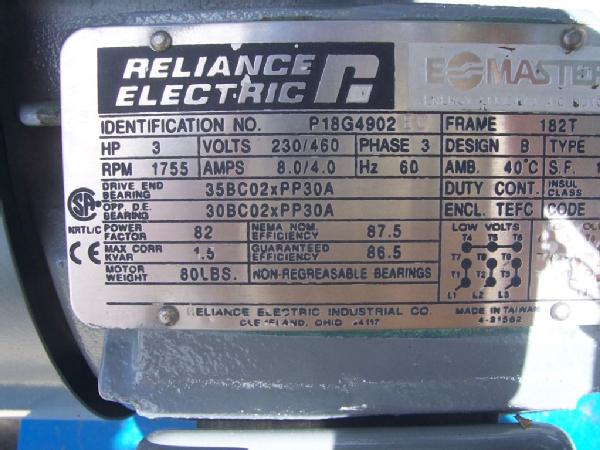 RELIANCE
ELECTRIC
MASTER
IDENTIFICATION NO. P18G4902 FRAME 182T
HP 3 VOLTS 230/460 PHASE 3 DESIGN B TYPE
RPM 1755 AMPS 8.0/4.0 Hz 60 AMB. 40°C S.F. 1
DRIVE END BEARING 35BC02xPP30A DUTY CONT. INSUL CLASS
OPP. D.E. BEARING 30BC02xPP30A ENCL. TEFC CODE
NRTL/C
POWER FACTOR 82 NEMA NOM. EFFICIENCY 87.5
MAX CORR KVAR 1.5 GUARANTEED EFFICIENCY 86.5
MOTOR WEIGHT 80LBS. NON-REGREASABLE BEARINGS
CE
LOW VOLTS
T4 T5 T6
T7 T8 T9
T1 T2 T3
L1 L2 L3
RELIANCE ELECTRIC INDUSTRIAL CO.
CLEVELAND, OHIO 44117
MADE IN TAIWAN